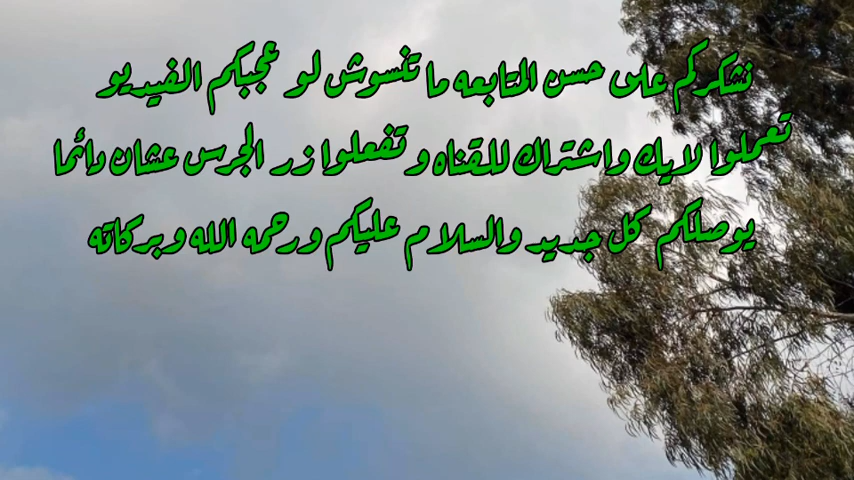 نشكركم على حسن المتابعه ما تنسوش لو عجبكم الفيديو
تعملوا لايك واشتراك للقناه وتفعلوا زر الجرس عشان دائما
يوصلكم كل جديد والسلام عليكم ورحمه الله وبركاته